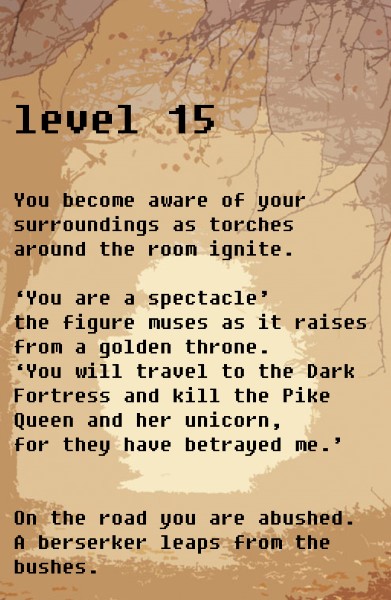 level 15
You become aware of your
surroundings as torches
around the room ignite.
‘You are a spectacle’
the figure muses as it raises
from a golden throne.
‘You will travel to the Dark
Fortress and kill the Pike
Queen and her unicorn,
for they have betrayed me.’
On the road you are abushed.
A berserker leaps from the
bushes.